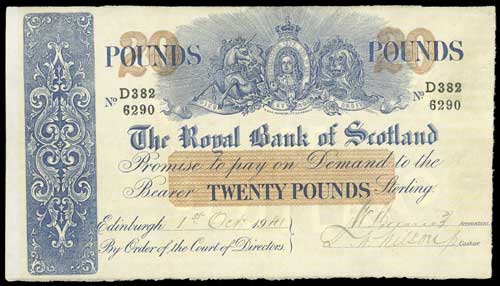 20 POUNDS 20 POUNDS
No D382 6290 No D382 6290
The Royal Bank of Scotland
Promise to pay on Demand to the
Bearer TWENTY POUNDS Sterling.
Edinburgh 1st Oct 1941
Accountant.
By Order of the Court of Directors. Cashier